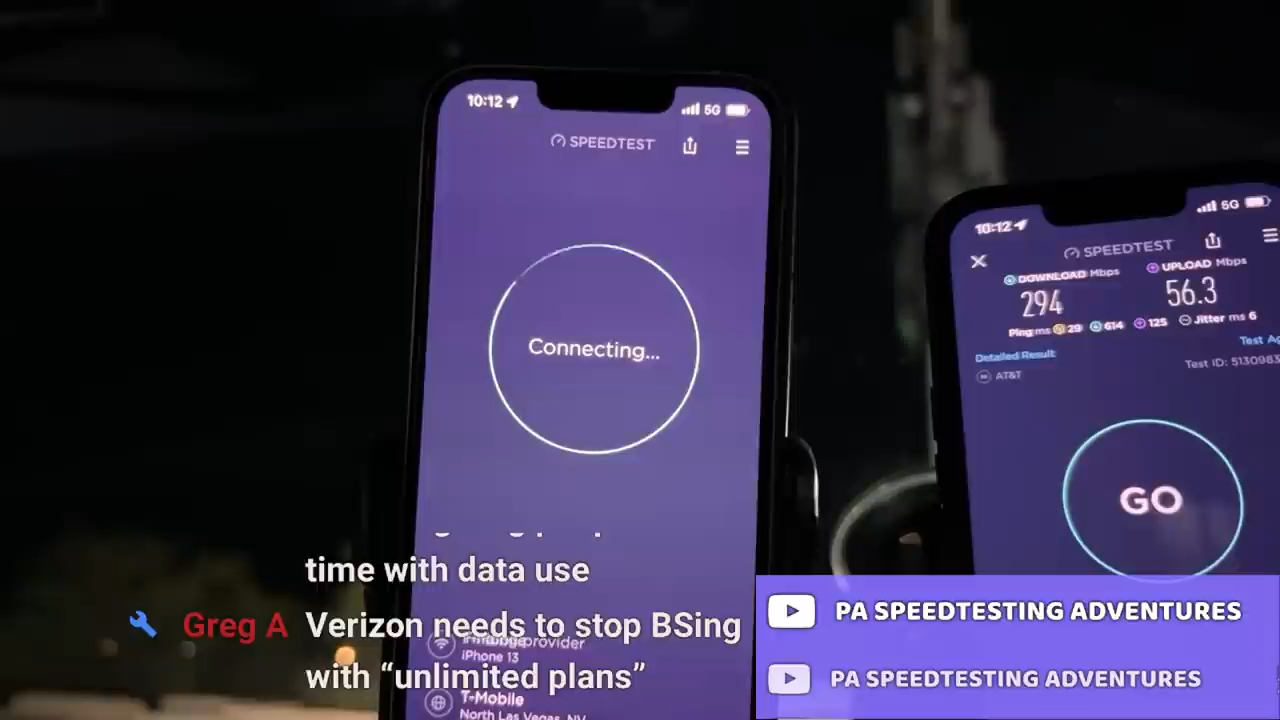 10:12
5G
SPEEDTEST
Connecting...
iPhone 13
T-Mobile
North Las Vegas, NV
10:12
5G
SPEEDTEST
DOWNLOAD Mbps
UPLOAD Mbps
294
56.3
Ping ms 29 614 125 Jitter ms 6
Detailed Result
Test ID: 5130983
AT&T
GO
time with data use
Greg A Verizon needs to stop BSing
with “unlimited plans”
PA SPEEDTESTING ADVENTURES
PA SPEEDTESTING ADVENTURES